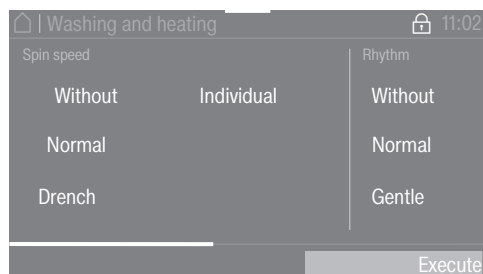 | Washing and heating 11:02
Spin speed Rhythm
Without Individual Without
Normal Normal
Drench Gentle
Execute